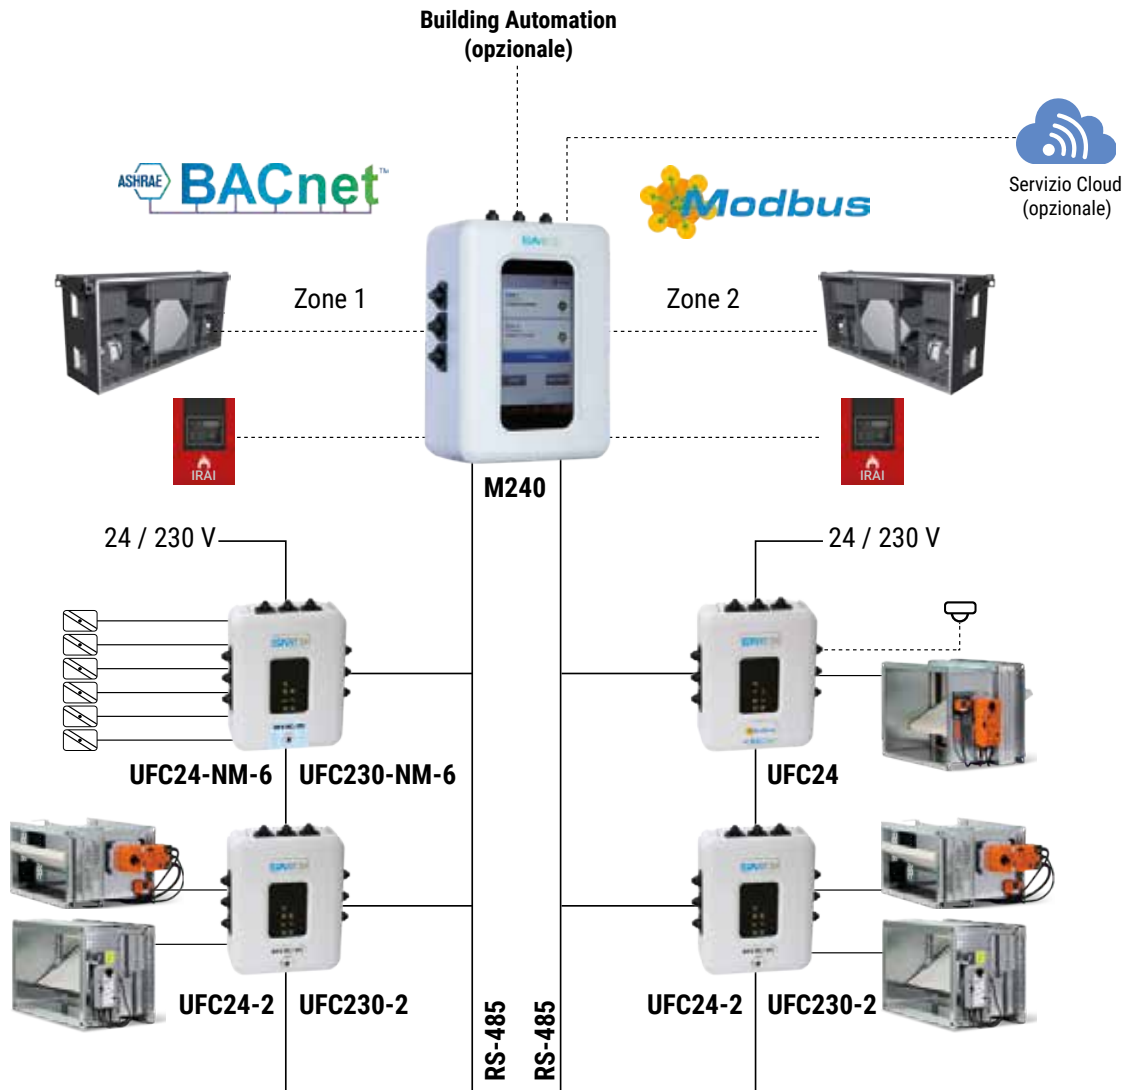 Building Automation
(opzionale)
ASHRAE BACnet™
Modbus
Servizio Cloud
(opzionale)
Zone 1
Zone 2
IRAI
IRAI
M240
24 / 230 V
24 / 230 V
UFC24-NM-6
UFC230-NM-6
UFC24
Modbus
UFC24-2
UFC230-2
RS-485
RS-485
UFC24-2
UFC230-2